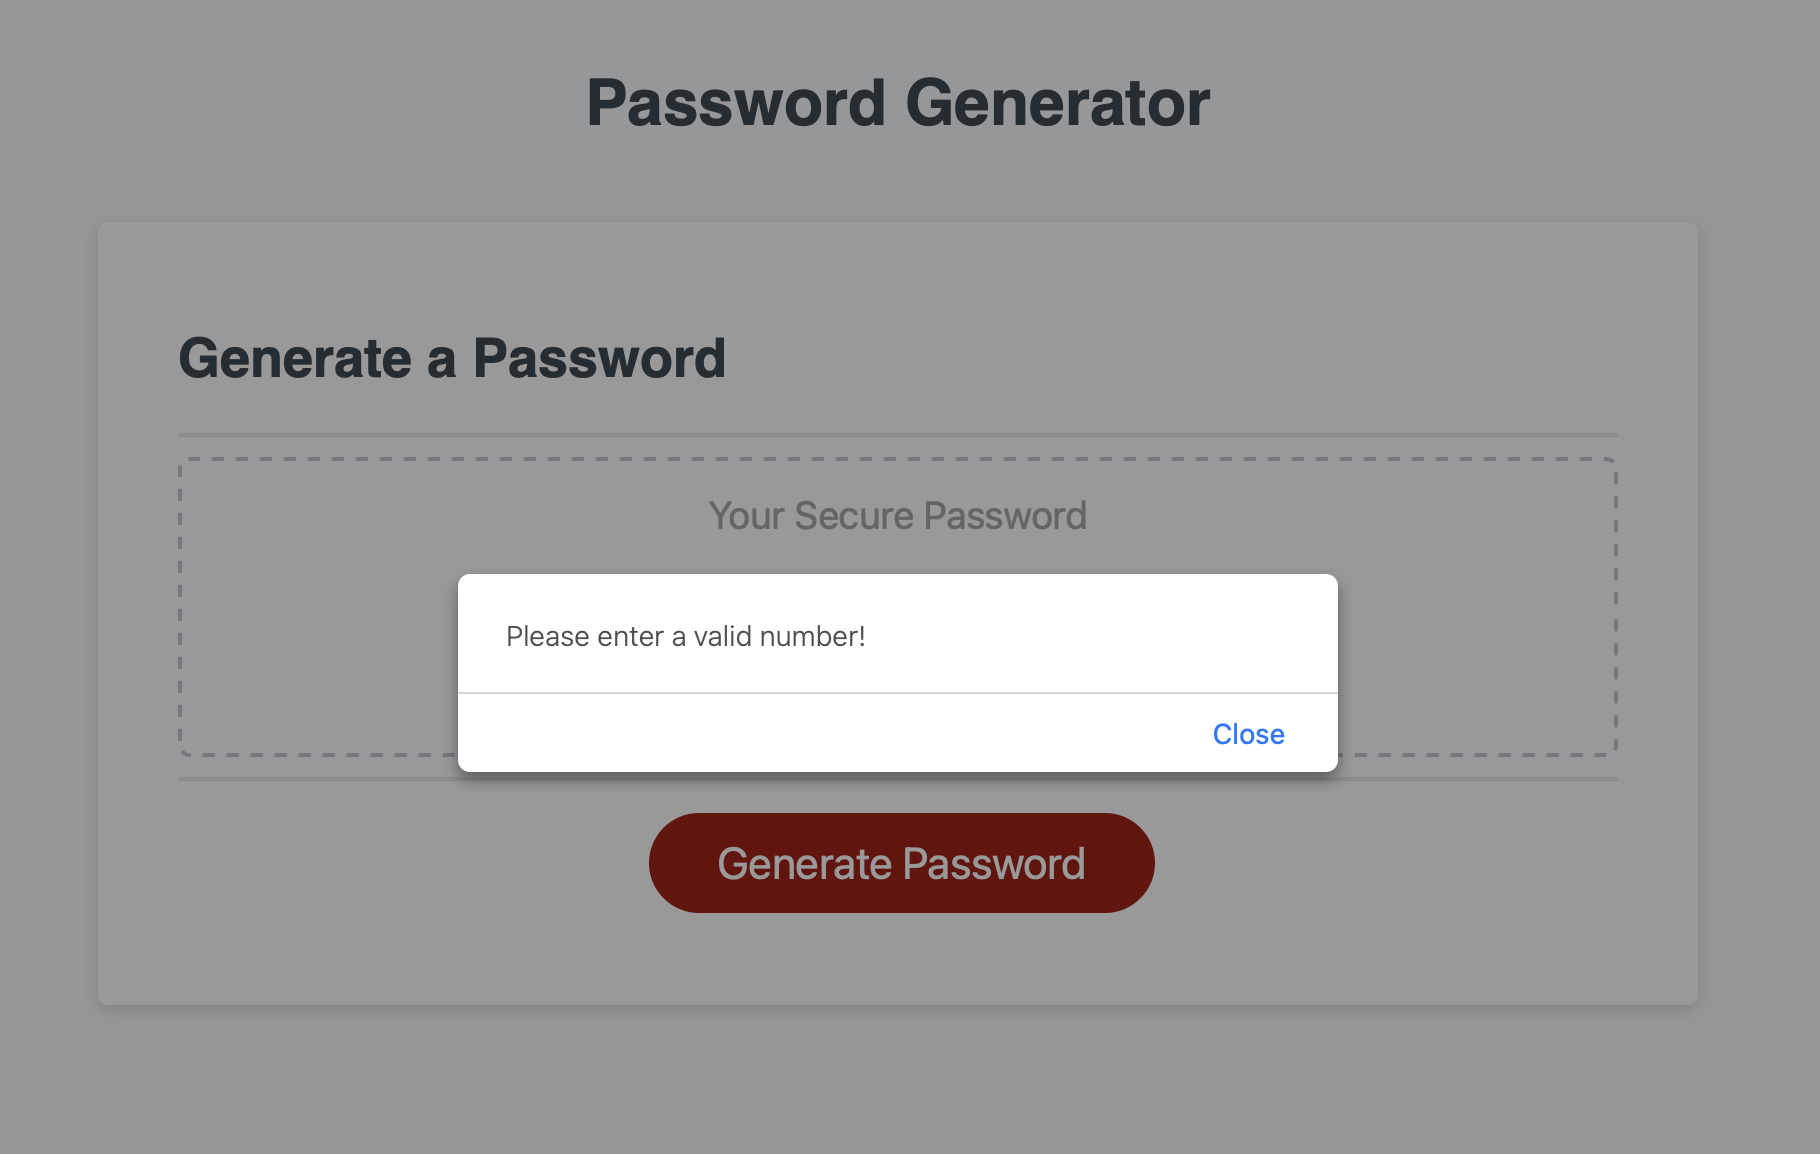 Password Generator
Generate a Password
Your Secure Password
Please enter a valid number!
Close
Generate Password